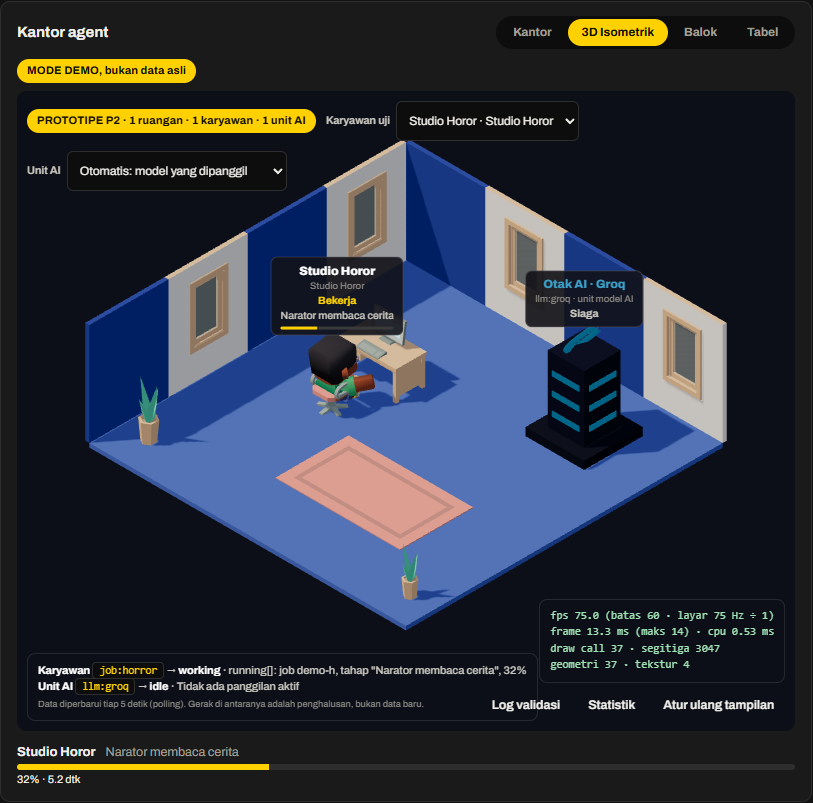 Kantor agent
Kantor
3D Isometrik
Balok
Tabel
MODE DEMO, bukan data asli
PROTOTIPE P2 · 1 ruangan · 1 karyawan · 1 unit AI
Karyawan uji
Studio Horor · Studio Horor
Unit AI
Otomatis: model yang dipanggil
Studio Horor
Studio Horor
Bekerja
Narator membaca cerita
Otak AI · Groq
llm:groq · unit model AI
Siaga
fps 75.0 (batas 60 · layar 75 Hz ÷ 1)
frame 13.3 ms (maks 14) · cpu 0.53 ms
draw call 37 · segitiga 3047
geometri 37 · tekstur 4
Karyawan job:horror → working · running[]: job demo-h, tahap "Narator membaca cerita", 32%
Unit AI llm:groq → idle · Tidak ada panggilan aktif
Data diperbarui tiap 5 detik (polling). Gerak di antaranya adalah penghalusan, bukan data baru.
Log validasi
Statistik
Atur ulang tampilan
Studio Horor Narator membaca cerita
32% · 5.2 dtk